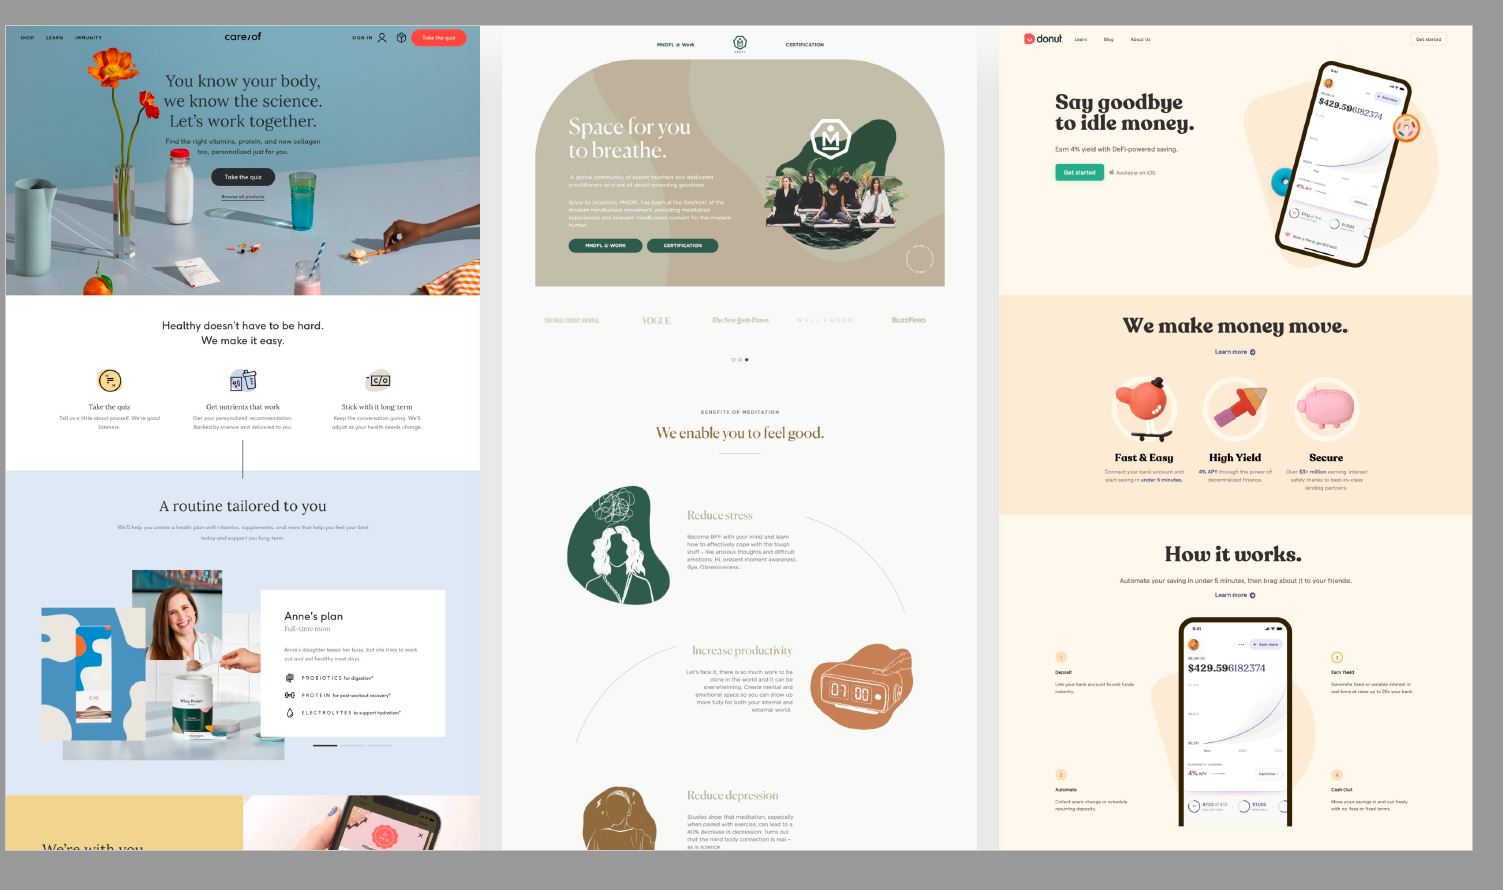 SHOP LEARN IMMUNITY
care/of
SIGN IN
Take the quiz
You know your body,
we know the science.
Let's work together.
Find the right vitamins, protein, and now collagen
too, personalized just for you.
Take the quiz
Browse all products
Healthy doesn't have to be hard.
We make it easy.
Take the quiz
Tell us a little about yourself. We're good
listeners.
Get nutrients that work
Get your personalized recommendation.
Backed by science and delivered to you.
C/O
Stick with it long term
Keep the conversation going. We'll
adjust as your health needs change.
A routine tailored to you
We'll help you create a health plan with vitamins, supplements, and more that help you feel your best
today and support you long-term.
C/O
Whey Protein
Anne's plan
Full-time mom
Anne's daughter keeps her busy, but she tries to work
out and eat healthy most days.
PROBIOTICS for digestion*
PROTEIN for post-workout recovery*
ELECTROLYTES to support hydration*
We're with you
MNDFL @ Work
M
CERTIFICATION
Space for you
to breathe.
A global community of expert teachers and dedicated
practitioners who are all about spreading goodness.
Since its inception, MNDFL has been at the forefront of the
modern mindfulness movement, providing meditation
experiences and relevant mindfulness content for the modern
human.
MNDFL @ WORK
CERTIFICATION
M
THE WALL STREET JOURNAL
VOGUE
The New York Times
WELL+GOOD
BuzzFeed
BENEFITS OF MEDITATION
We enable you to feel good.
Reduce stress
Become BFF with your mind and learn
how to effectively cope with the tough
stuff – like anxious thoughts and difficult
emotions. Hi, present moment awareness.
Bye, Obsessiveness.
Increase productivity
Let's face it, there is so much work to be
done in the world and it can be
overwhelming. Create mental and
emotional space so you can show up
more fully for both your internal and
external world.
07 00
Reduce depression
Studies show that meditation, especially
when paired with exercise, can lead to a
40% decrease in depression. Turns out
that the mind body connection is real –
as is science.
donut
Learn
Blog
About Us
Get started
Say goodbye
to idle money.
Earn 4% yield with DeFi-powered saving.
Get started
Available on iOS
9:41
Earn more
$429.596182374
4% APY
We make money move.
Learn more
Fast & Easy
Connect your bank account and
start saving in under 5 minutes.
High Yield
4% APY through the power of
decentralized finance.
Secure
Over $3+ million earning interest
safely thanks to best-in-class
lending partners.
How it works.
Automate your saving in under 5 minutes, then brag about it to your friends.
Learn more
1
Deposit
Link your bank account to add funds
instantly.
2
Automate
Collect spare change or schedule
recurring deposits.
9:41
Earn more
$429.596182374
4% APY
Optimize
$1,000
3
Earn Yield
Generate fixed or variable interest in
real-time at rates up to 20x your bank.
4
Cash Out
Move your savings in and out freely
with no-fees or fixed terms.